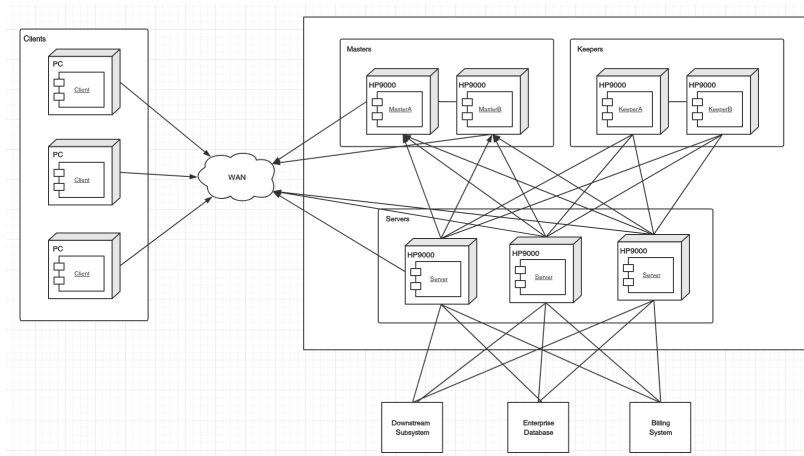 Clients
PC
Client
PC
Client
PC
Client
WAN
Masters
HP9000
MasterA
HP9000
MasterB
Keepers
HP9000
KeeperA
HP9000
KeeperB
Servers
HP9000
Server
HP9000
Server
HP9000
Server
Downstream
Subsystem
Enterprise
Database
Billing
System